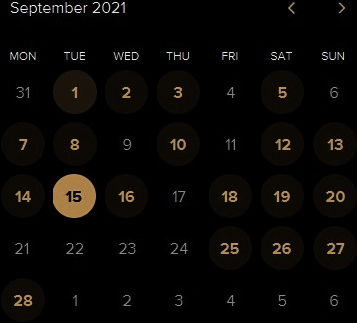 September 2021
MON TUE WED THU FRI SAT SUN
31 1 2 3 4 5 6
7 8 9 10 11 12 13
14 15 16 17 18 19 20
21 22 23 24 25 26 27
28 1 2 3 4 5 6